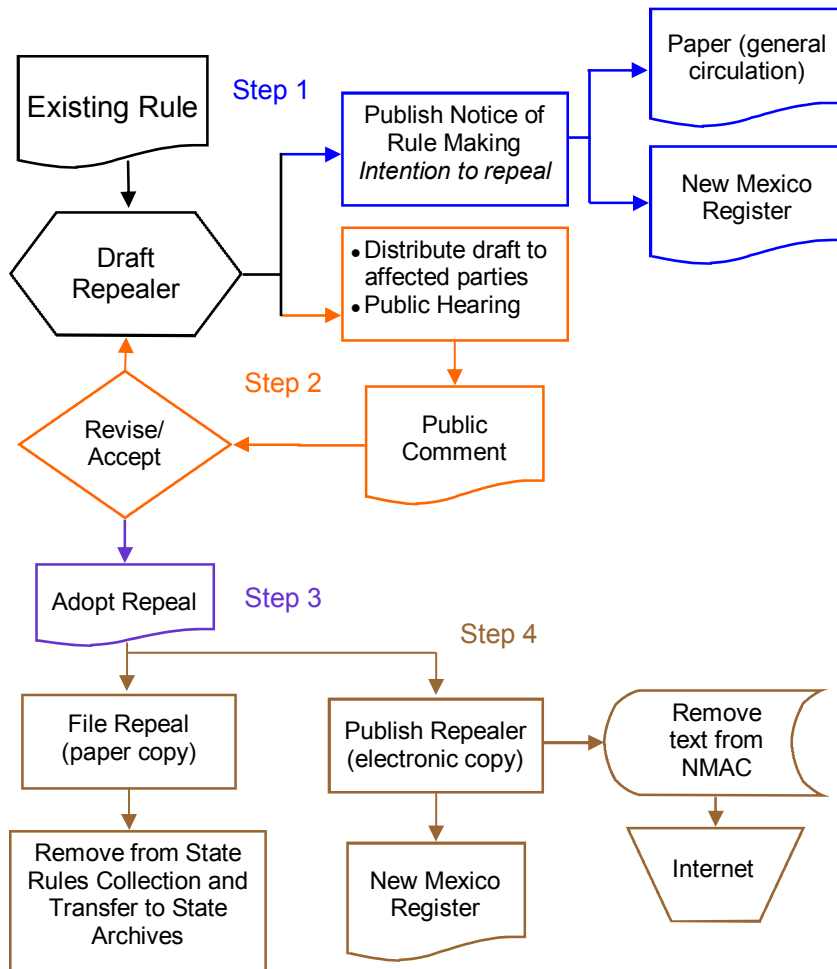 Existing Rule
Step 1
Publish Notice of
Rule Making
Intention to repeal
Paper (general
circulation)
New Mexico
Register
Draft
Repealer
• Distribute draft to
affected parties
• Public Hearing
Step 2
Revise/
Accept
Public
Comment
Adopt Repeal
Step 3
Step 4
File Repeal
(paper copy)
Publish Repealer
(electronic copy)
Remove
text from
NMAC
Remove from State
Rules Collection and
Transfer to State
Archives
New Mexico
Register
Internet